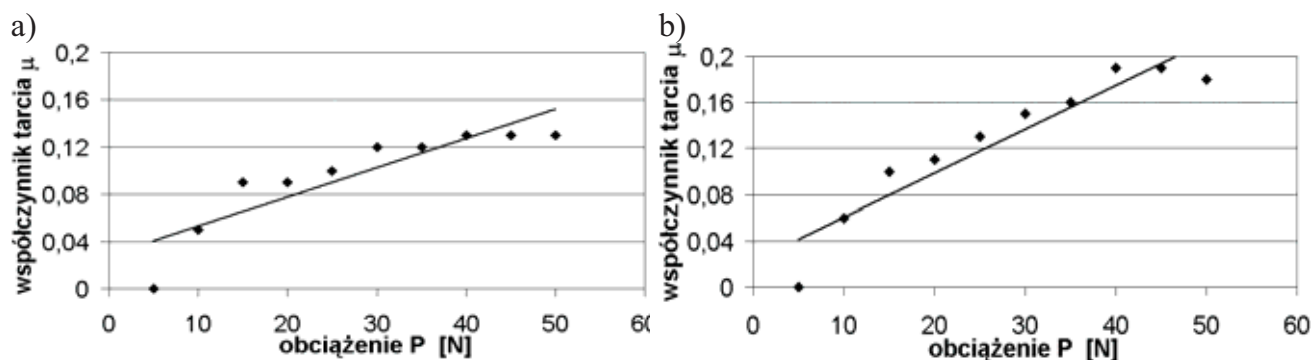 a)
współczynnik tarcia μ
0,2
0,16
0,12
0,08
0,04
0
0 10 20 30 40 50 60
obciążenie P [N]
b)
współczynnik tarcia μ
0,2
0,16
0,12
0,08
0,04
0
0 10 20 30 40 50 60
obciążenie P [N]